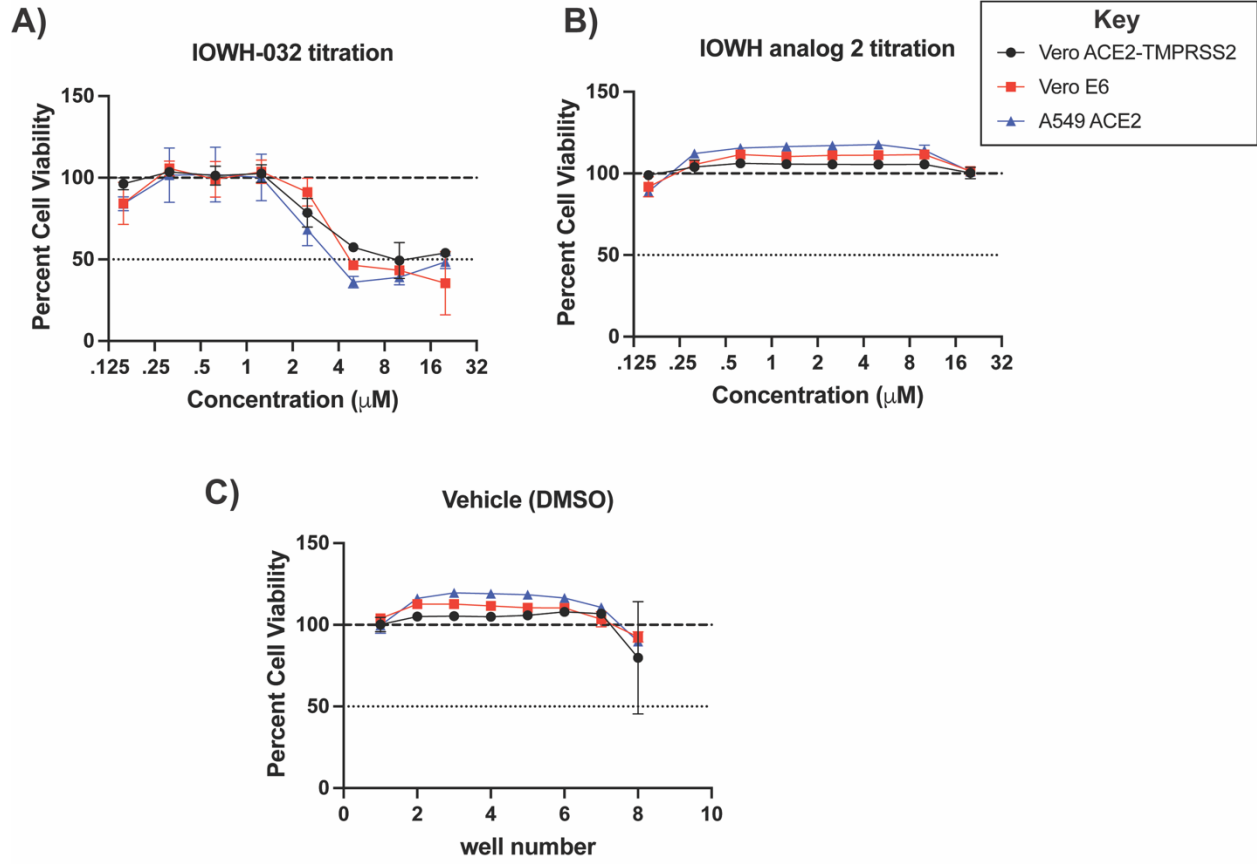 A)
IOWH-032 titration
Percent Cell Viability
150
100
50
0
.125 .25 .5 1 2 4 8 16 32
Concentration (μM)
B)
IOWH analog 2 titration
Percent Cell Viability
150
100
50
0
.125 .25 .5 1 2 4 8 16 32
Concentration (μM)
Key
Vero ACE2-TMPRSS2
Vero E6
A549 ACE2
C)
Vehicle (DMSO)
Percent Cell Viability
150
100
50
0
0 2 4 6 8 10
well number